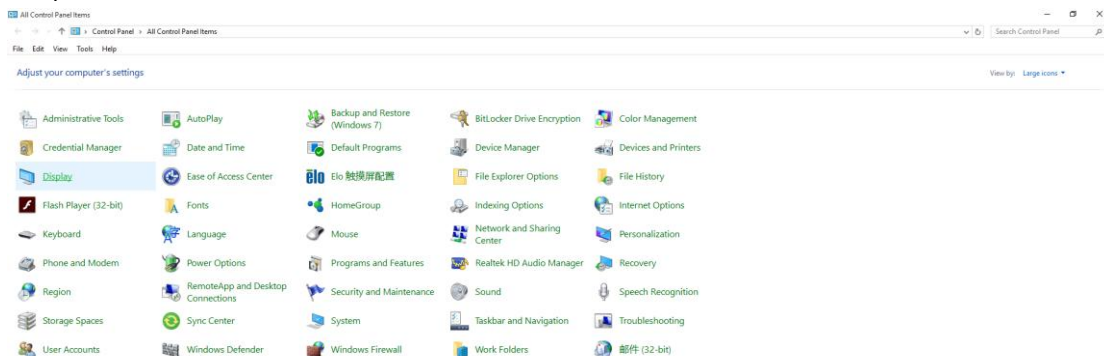 All Control Panel Items
Control Panel › All Control Panel Items
Search Control Panel
File Edit View Tools Help
Adjust your computer's settings
View by: Large icons
Administrative Tools
AutoPlay
Backup and Restore
(Windows 7)
BitLocker Drive Encryption
Color Management
Credential Manager
Date and Time
Default Programs
Device Manager
Devices and Printers
Display
Ease of Access Center
elo
Elo 触摸屏配置
File Explorer Options
File History
Flash Player (32-bit)
Fonts
HomeGroup
Indexing Options
Internet Options
Keyboard
Language
Mouse
Network and Sharing
Center
Personalization
Phone and Modem
Power Options
Programs and Features
Realtek HD Audio Manager
Recovery
Region
RemoteApp and Desktop
Connections
Security and Maintenance
Sound
Speech Recognition
Storage Spaces
Sync Center
System
Taskbar and Navigation
Troubleshooting
User Accounts
Windows Defender
Windows Firewall
Work Folders
邮件 (32-bit)